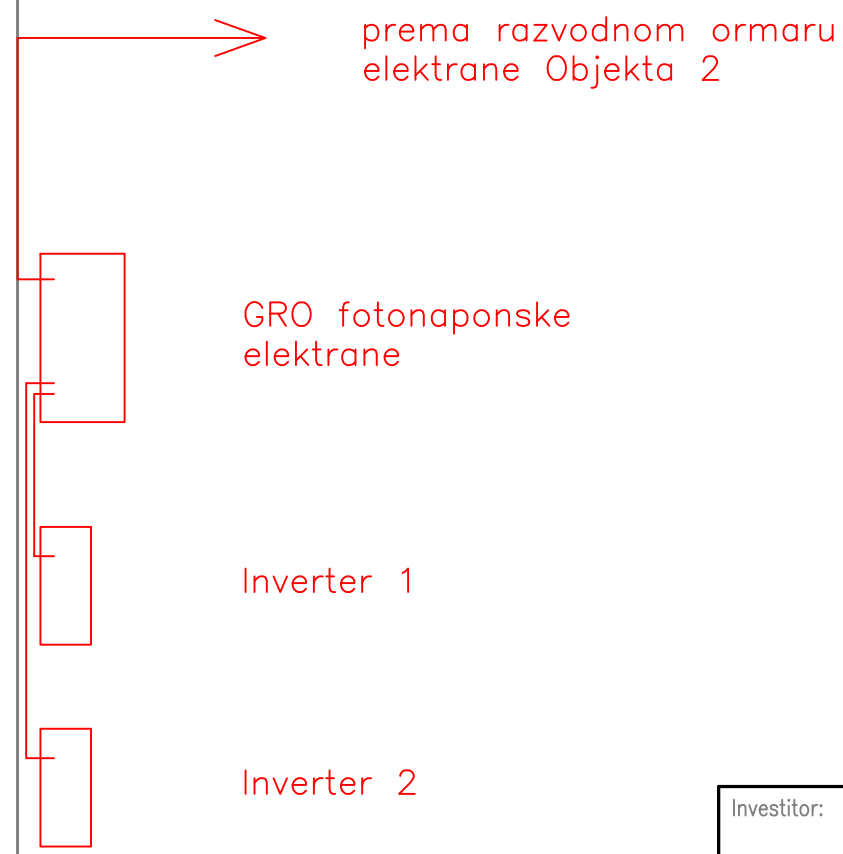 prema razvodnom ormaru
elektrane Objekta 2
GRO fotonaponske
elektrane
Inverter 1
Inverter 2
Investitor: